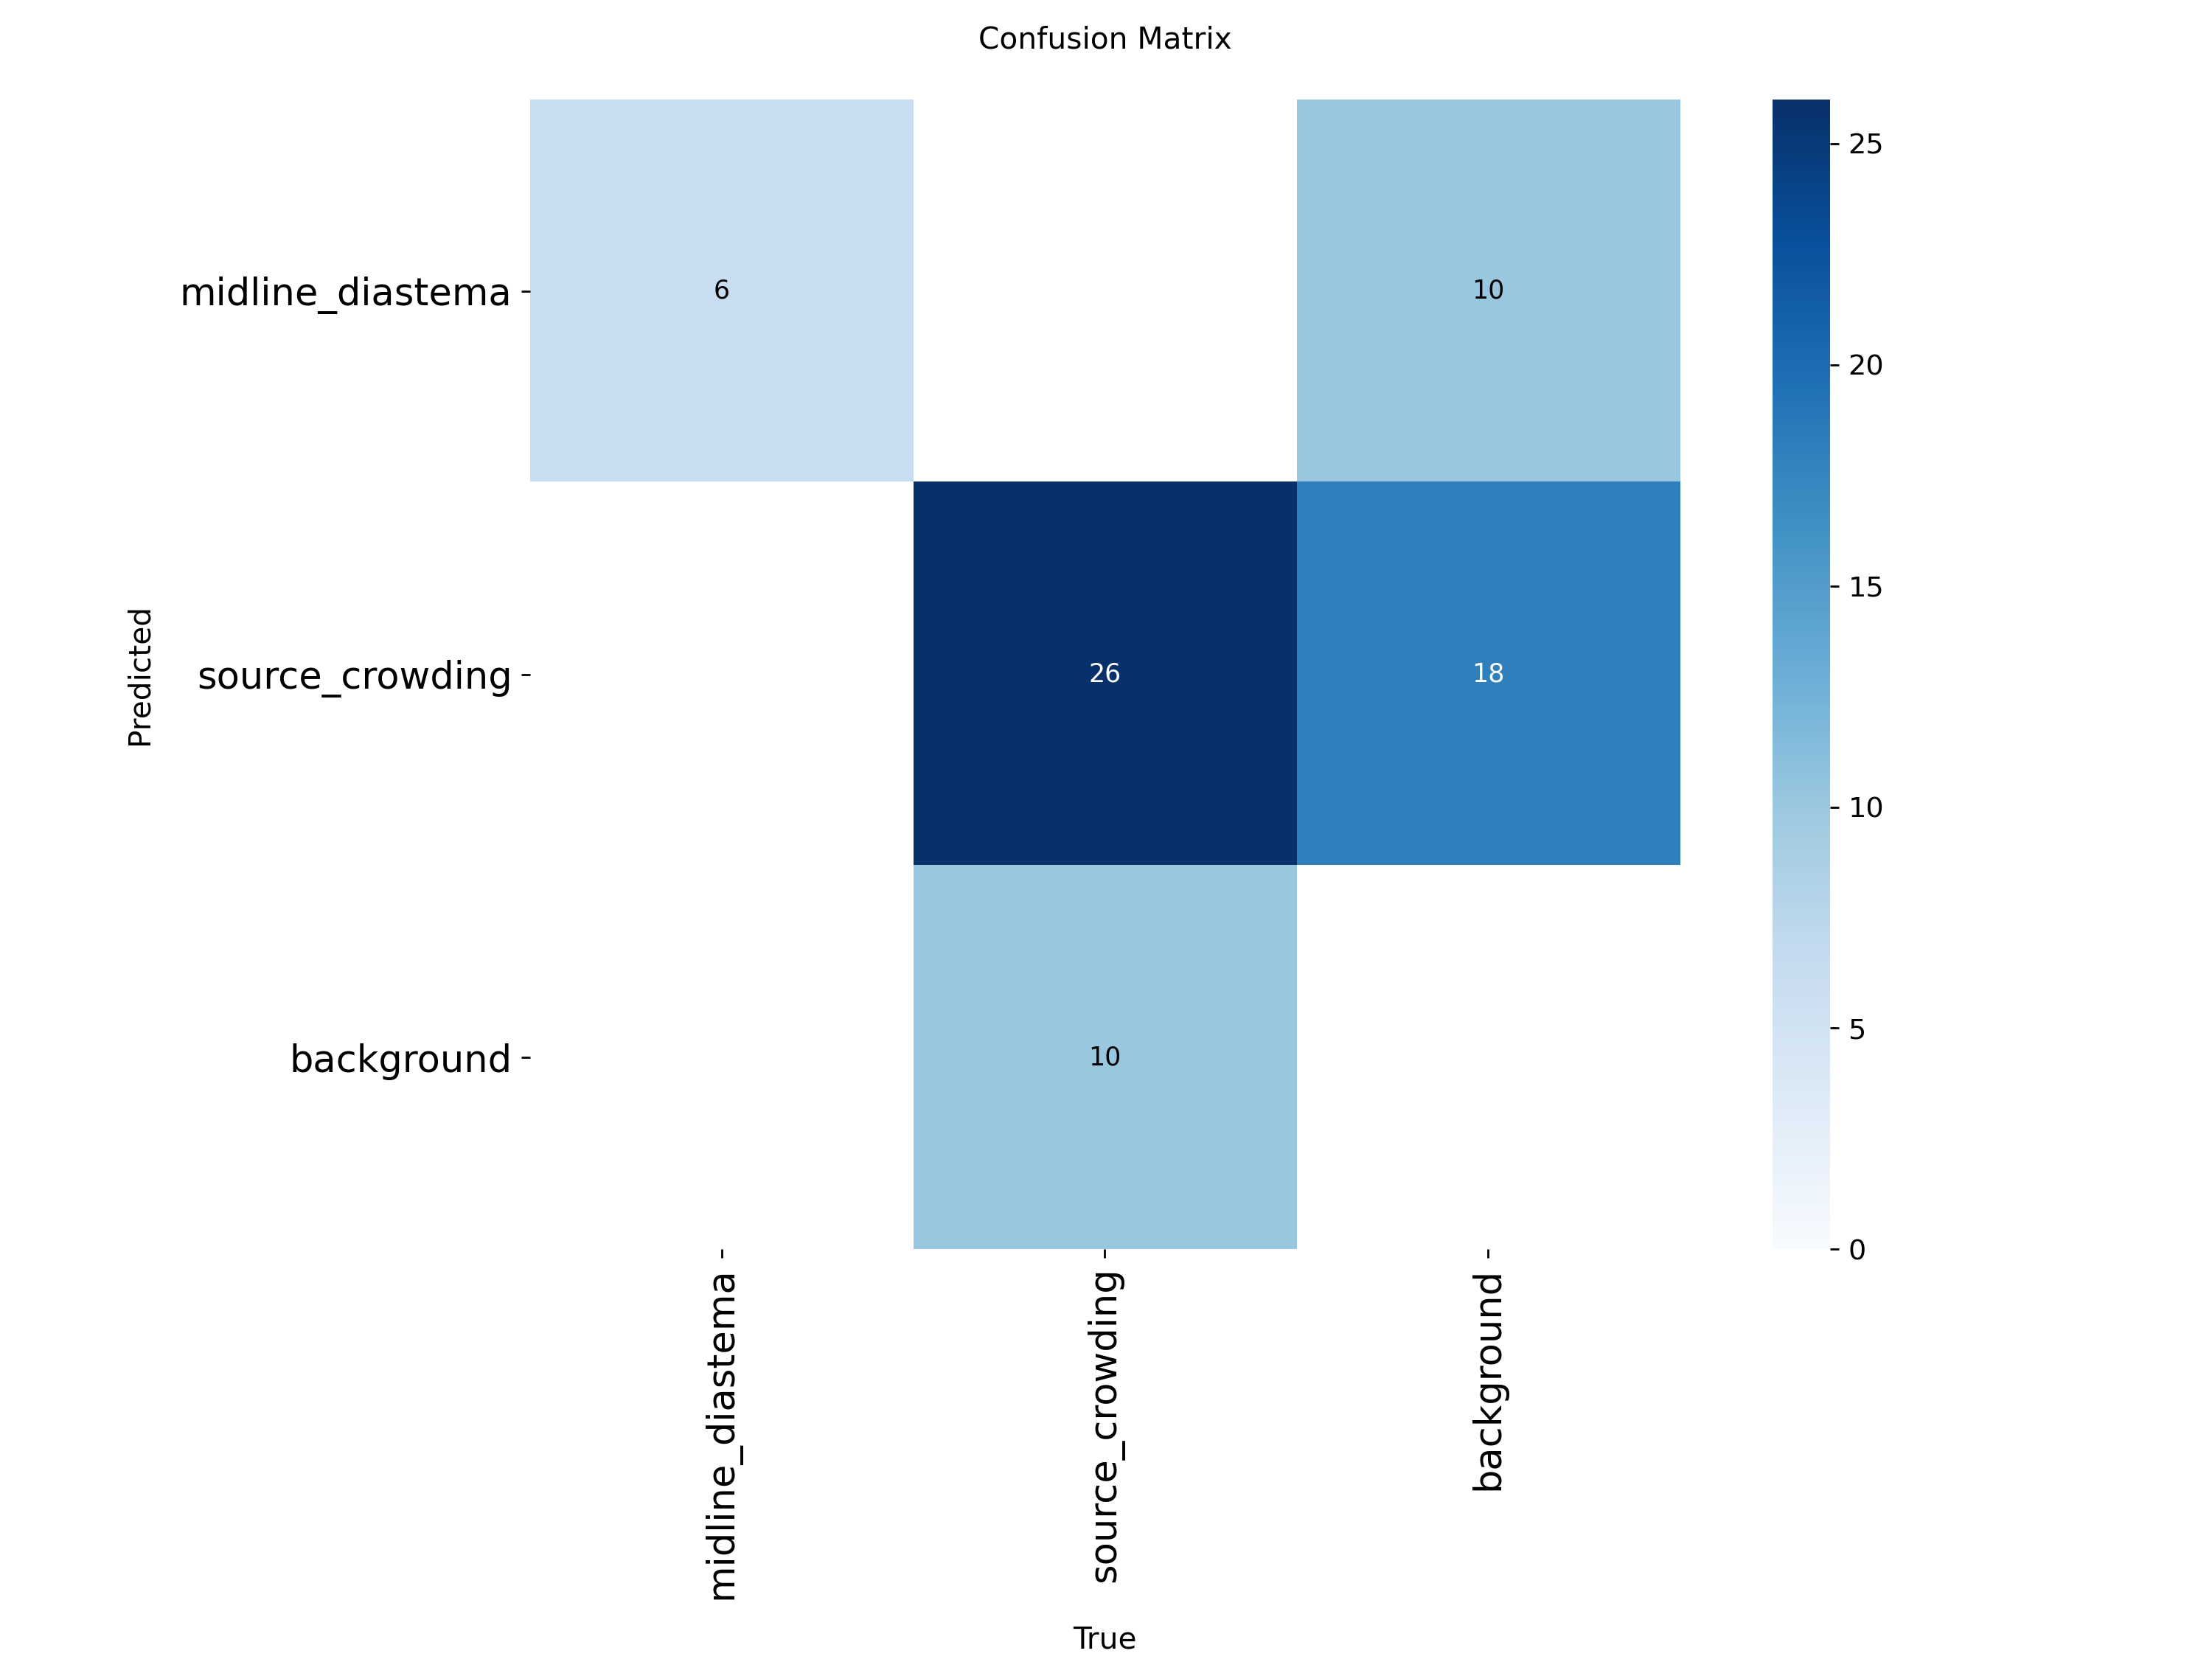 Confusion Matrix
midline_diastema
6
10
25
20
15
10
5
0
Predicted
source_crowding
26
18
background
10
midline_diastema
source_crowding
background
True